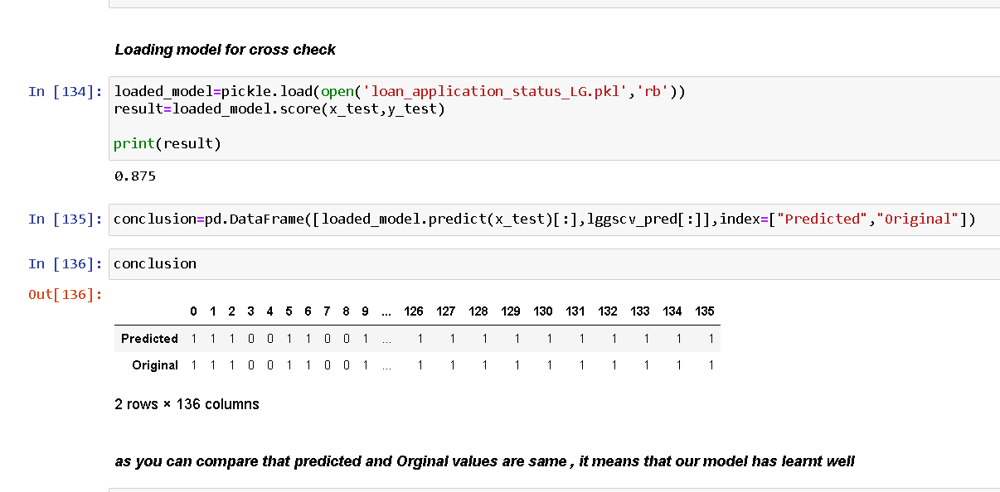 Loading model for cross check
In [134]: loaded_model=pickle.load(open('loan_application_status_LG.pkl','rb'))
result=loaded_model.score(x_test,y_test)
print(result)
0.875
In [135]: conclusion=pd.DataFrame([loaded_model.predict(x_test)[:],lggscv_pred[:]],index=["Predicted","Original"])
In [136]: conclusion
Out[136]:
0 1 2 3 4 5 6 7 8 9 ... 126 127 128 129 130 131 132 133 134 135
Predicted 1 1 1 0 0 1 1 0 0 1 ... 1 1 1 1 1 1 1 1 1 1
Original 1 1 1 0 0 1 1 0 0 1 ... 1 1 1 1 1 1 1 1 1 1
2 rows × 136 columns
as you can compare that predicted and Orginal values are same , it means that our model has learnt well